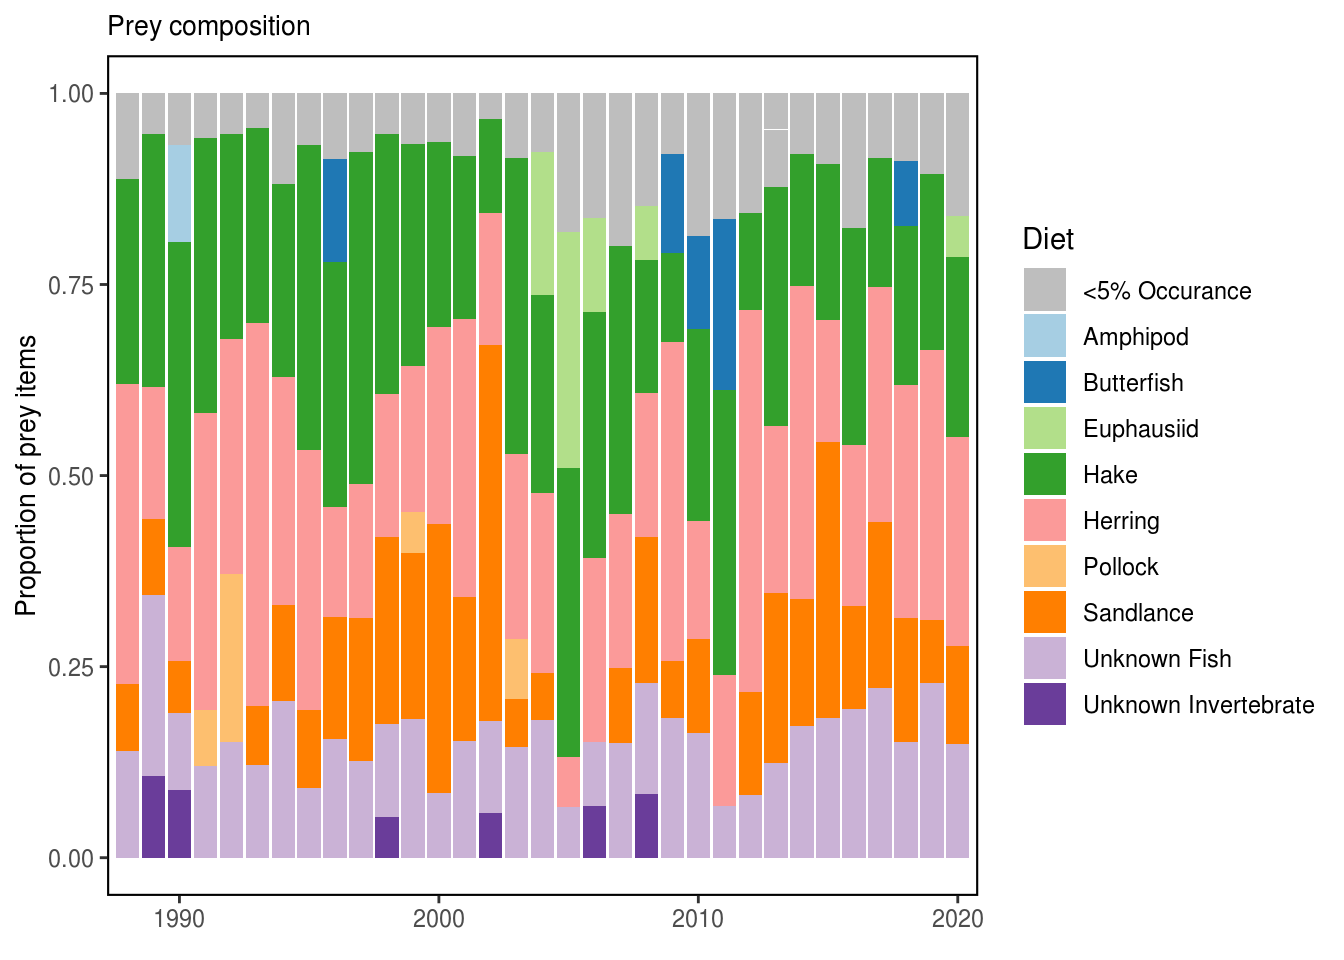 Prey composition
1.00
0.75
0.50
0.25
0.00
Proportion of prey items
1990
2000
2010
2020
Diet
<5% Occurance
Amphipod
Butterfish
Euphausiid
Hake
Herring
Pollock
Sandlance
Unknown Fish
Unknown Invertebrate